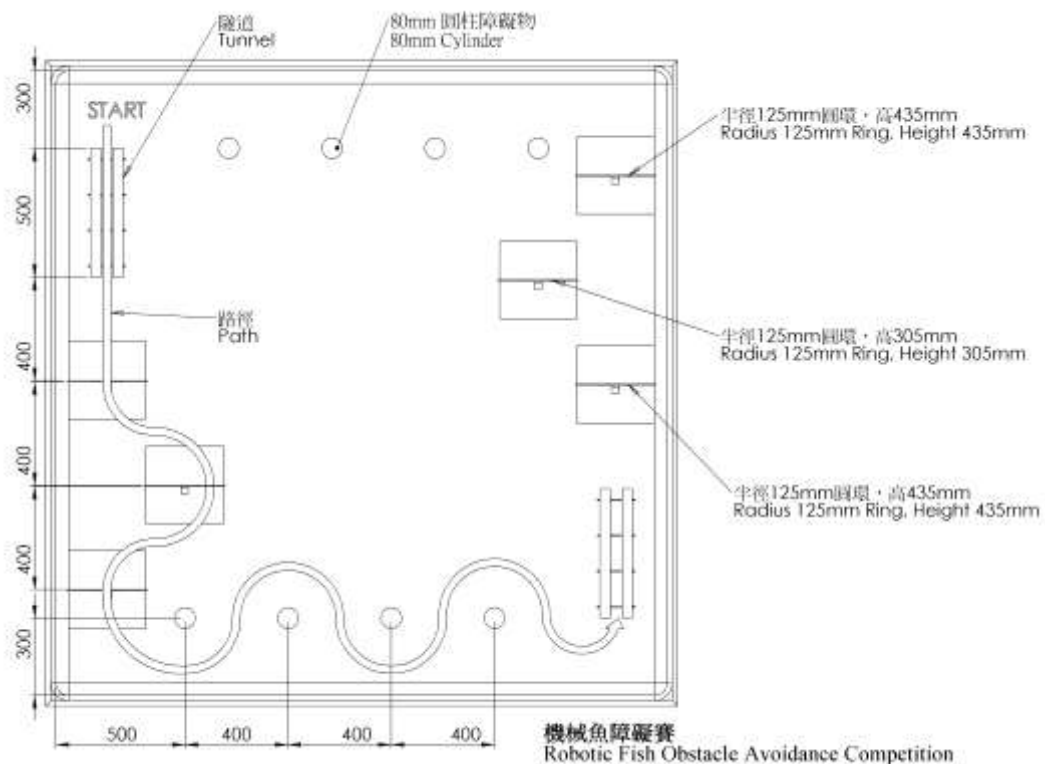 隧道
Tunnel
80mm 圓柱障礙物
80mm Cylinder
START
半徑125mm圓環，高435mm
Radius 125mm Ring, Height 435mm
路徑
Path
半徑125mm圓環，高305mm
Radius 125mm Ring, Height 305mm
半徑125mm圓環，高435mm
Radius 125mm Ring, Height 435mm
300
500
400
400
400
300
500
400
400
400
機械魚障礙賽
Robotic Fish Obstacle Avoidance Competition